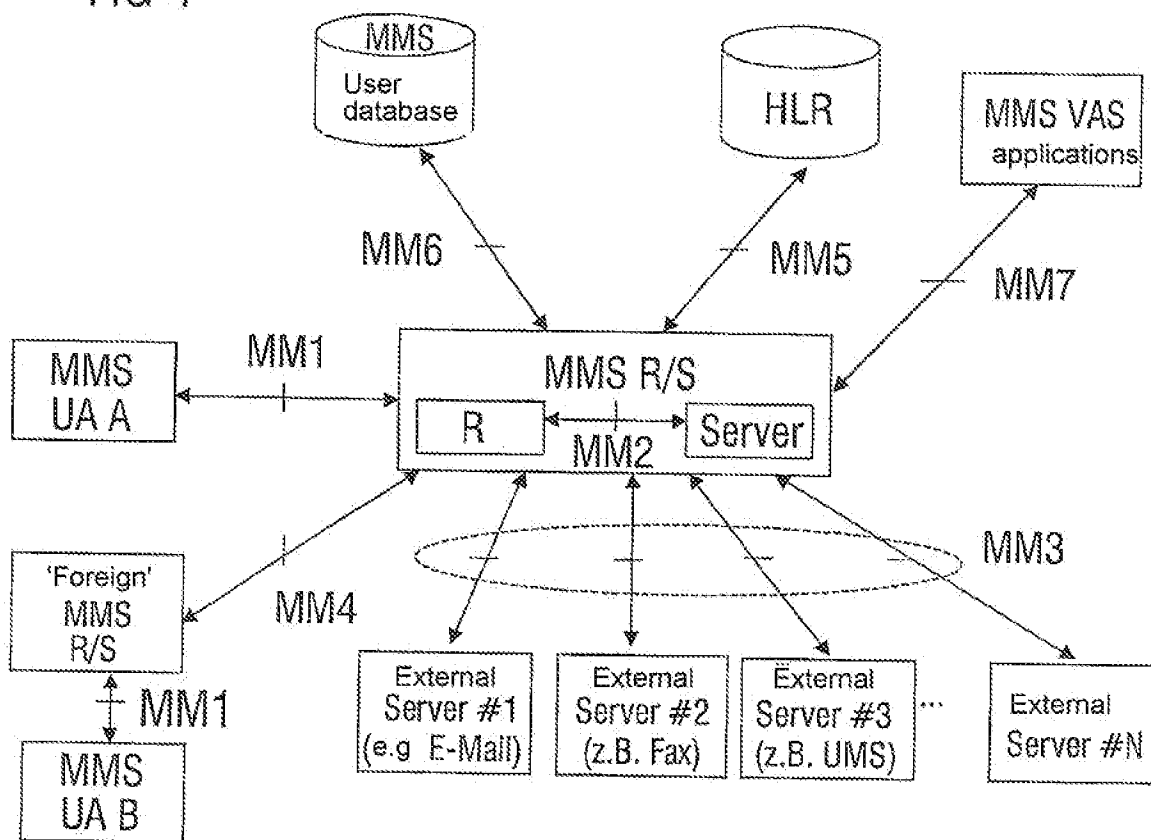 MMS
User
database
HLR
MMS VAS
applications
MM6
MM5
MM7
MMS
UA A
MM1
MMS R/S
R
Server
MM2
'Foreign'
MMS
R/S
MM4
MM3
MM1
MMS
UA B
External
Server #1
(e.g E-Mail)
External
Server #2
(z.B. Fax)
External
Server #3
(z.B. UMS)
...
External
Server #N